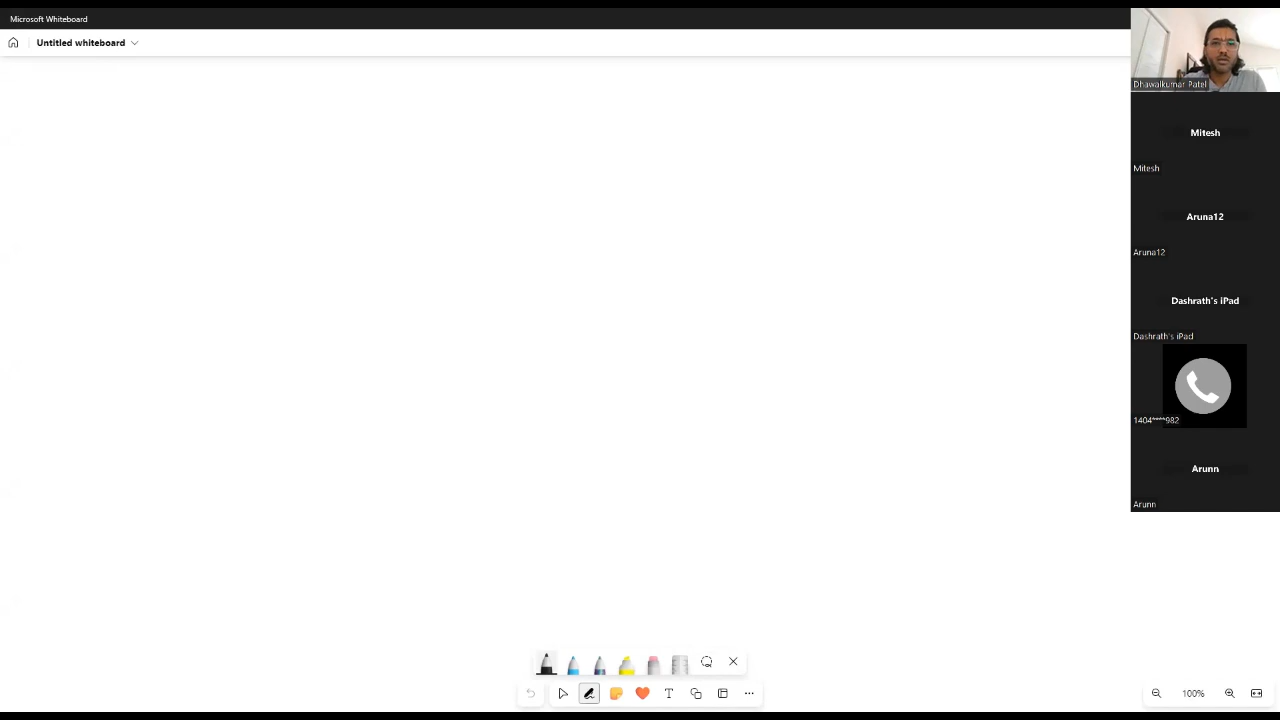 Microsoft Whiteboard
Untitled whiteboard
Dhawalkumar Patel
Mitesh
Mitesh
Aruna12
Aruna12
Dashrath's iPad
Dashrath's iPad
1404****982
Arunn
Arunn
T
100%